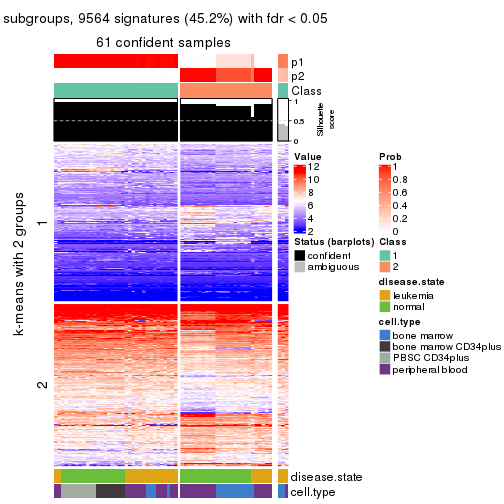 subgroups, 9564 signatures (45.2%) with fdr < 0.05
61 confident samples
p1
p2
Class
1
0.5
0
Silhouette
score
k-means with 2 groups
1
2
Value
12
10
8
6
4
2
Prob
1
0.8
0.6
0.4
0.2
0
Status (barplots)
confident
ambiguous
Class
1
2
disease.state
leukemia
normal
cell.type
bone marrow
bone marrow CD34plus
PBSC CD34plus
peripheral blood
disease.state
cell.type